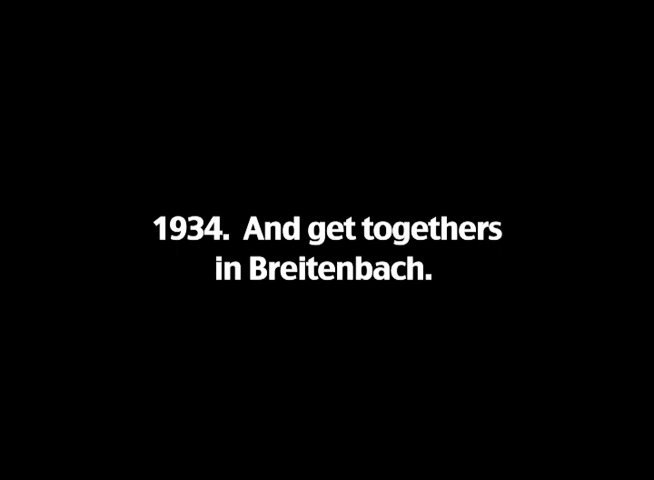 1934.  And get togethers
in Breitenbach.